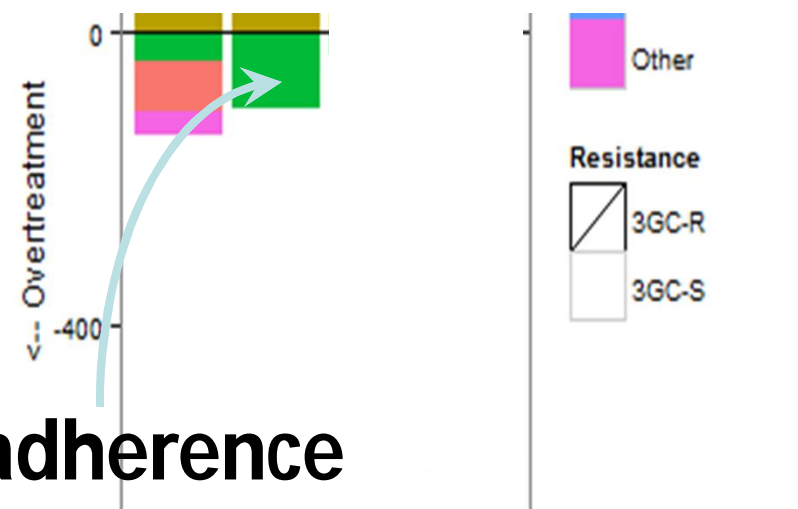 0
Other
<-- Overtreatment
Resistance
3GC-R
3GC-S
-400
adherence